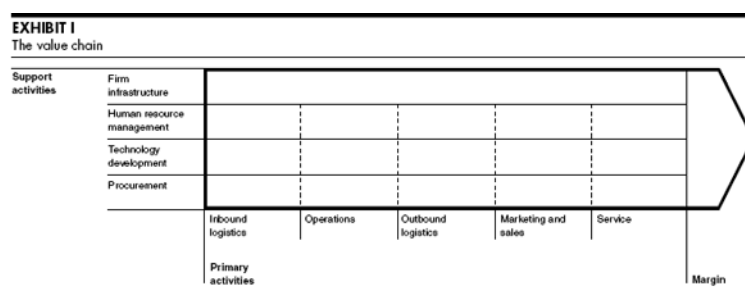 EXHIBIT I
The value chain
Support
activities
Firm
infrastructure
Human resource
management
Technology
development
Procurement
Inbound
logistics
Operations
Outbound
logistics
Marketing and
sales
Service
Primary
activities
Margin